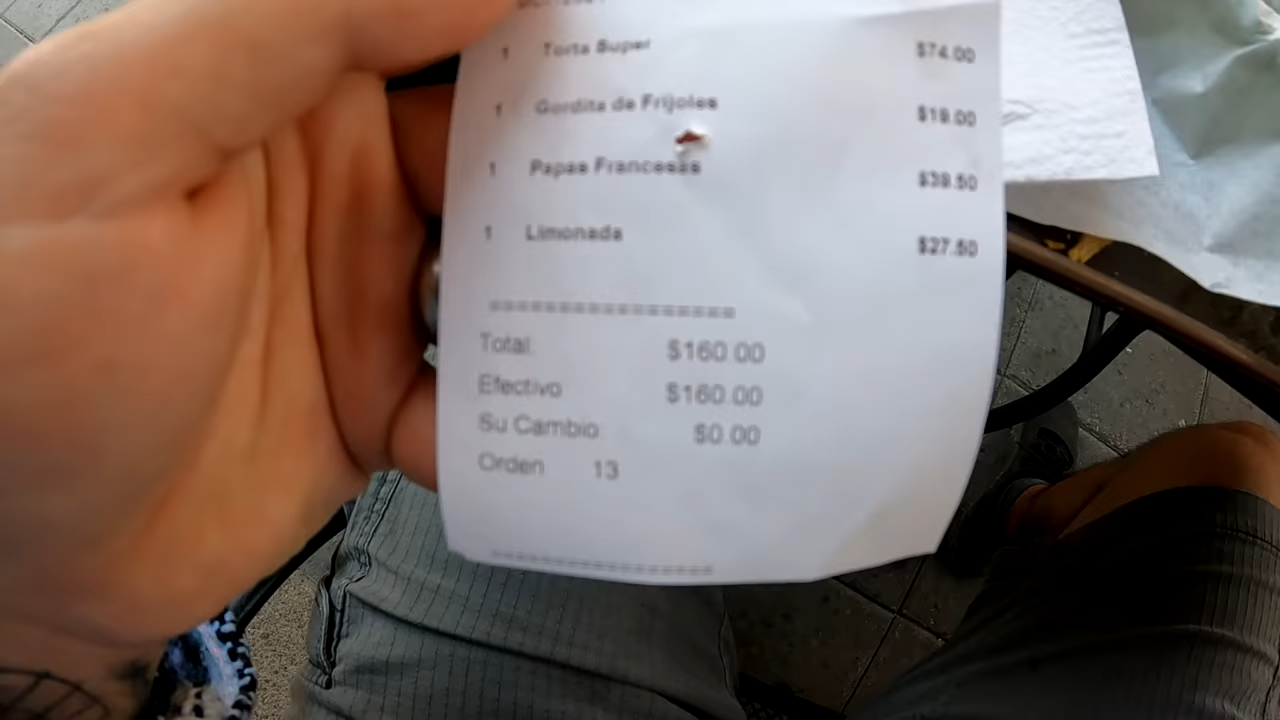 1 Torta Super $74.00
1 Gordita de Frijoles $19.00
1 Papas Francesas $39.50
1 Limonada $27.50
=================
Total: $160.00
Efectivo $160.00
Su Cambio: $0.00
Orden 13
=================